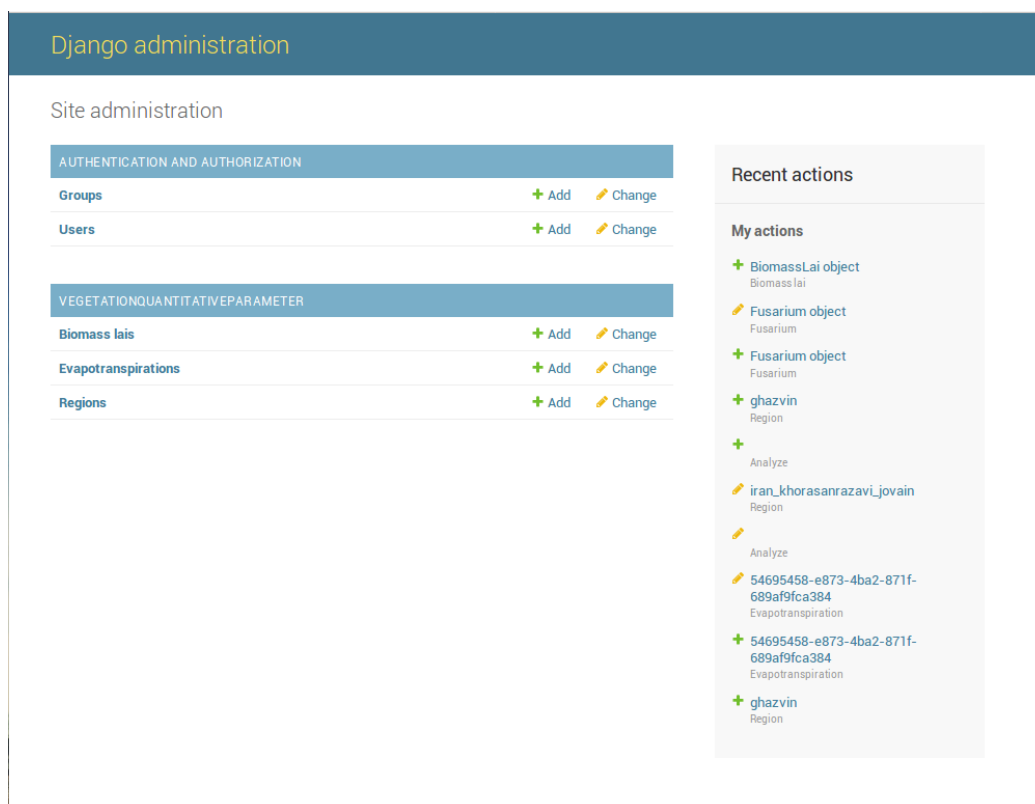 Django administration
Site administration
AUTHENTICATION AND AUTHORIZATION
Groups Add Change
Users Add Change
VEGETATIONQUANTITATIVEPARAMETER
Biomass lais Add Change
Evapotranspirations Add Change
Regions Add Change
Recent actions
My actions
BiomassLai object
Biomass lai
Fusarium object
Fusarium
Fusarium object
Fusarium
ghazvin
Region
Analyze
iran_khorasanrazavi_jovain
Region
Analyze
54695458-e873-4ba2-871f-
689af9fca384
Evapotranspiration
54695458-e873-4ba2-871f-
689af9fca384
Evapotranspiration
ghazvin
Region